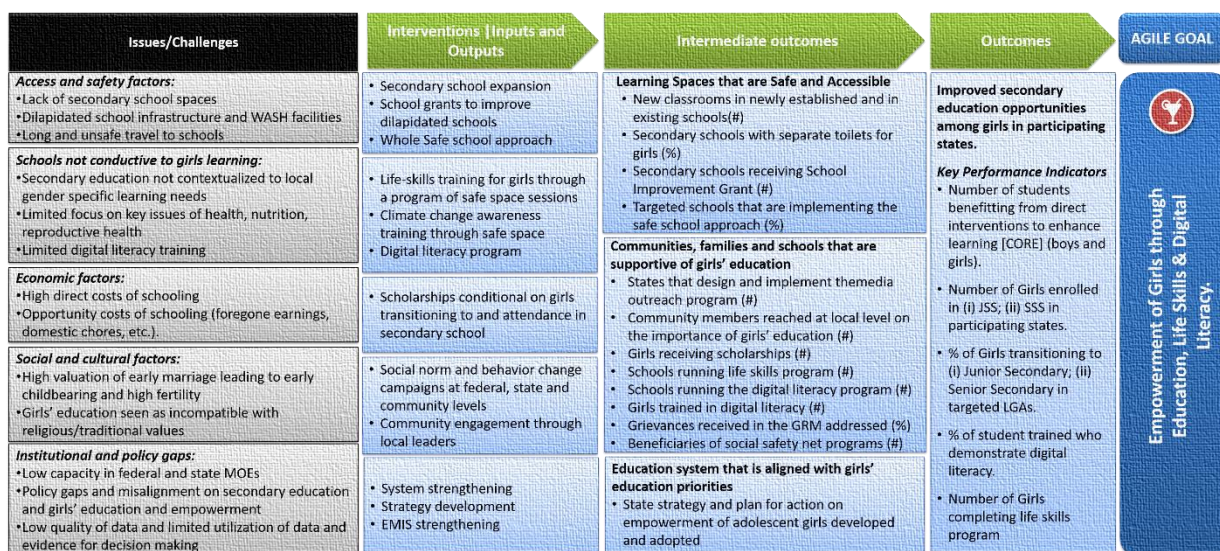 Issues/Challenges
Access and safety factors:
•Lack of secondary school spaces
•Dilapidated school infrastructure and WASH facilities
•Long and unsafe travel to schools
Schools not conductive to girls learning:
•Secondary education not contextualized to local
gender specific learning needs
•Limited focus on key issues of health, nutrition,
reproductive health
•Limited digital literacy training
Economic factors:
•High direct costs of schooling
•Opportunity costs of schooling (foregone earnings,
domestic chores, etc.).
Social and cultural factors:
•High valuation of early marriage leading to early
childbearing and high fertility
•Girls' education seen as incompatible with
religious/traditional values
Institutional and policy gaps:
•Low capacity in federal and state MOEs
•Policy gaps and misalignment on secondary education
and girls' education and empowerment
•Low quality of data and limited utilization of data and
evidence for decision making
Interventions |Inputs and
Outputs
•Secondary school expansion
•School grants to improve
dilapidated schools
•Whole Safe school approach
•Life-skills training for girls through
a program of safe space sessions
•Climate change awareness
training through safe space
•Digital literacy program
•Scholarships conditional on girls
transitioning to and attendance in
secondary school
•Social norm and behavior change
campaigns at federal, state and
community levels
•Community engagement through
local leaders
•System strengthening
•Strategy development
•EMIS strengthening
Intermediate outcomes
Learning Spaces that are Safe and Accessible
•New classrooms in newly established and in
existing schools(#)
•Secondary schools with separate toilets for
girls (%)
•Secondary schools receiving School
Improvement Grant (#)
•Targeted schools that are implementing the
safe school approach (%)
Communities, families and schools that are
supportive of girls' education
•States that design and implement themedia
outreach program (#)
•Community members reached at local level on
the importance of girls' education (#)
•Girls receiving scholarships (#)
•Schools running life skills program (#)
•Schools running the digital literacy program (#)
•Girls trained in digital literacy (#)
•Grievances received in the GRM addressed (%)
•Beneficiaries of social safety net programs (#)
Education system that is aligned with girls'
education priorities
•State strategy and plan for action on
empowerment of adolescent girls developed
and adopted
Outcomes
Improved secondary
education opportunities
among girls in participating
states.
Key Performance Indicators
•Number of students
benefitting from direct
interventions to enhance
learning [CORE] (boys and
girls).
•Number of Girls enrolled
in (i) JSS; (ii) SSS in
participating states.
•% of Girls transitioning to
(i) Junior Secondary; (ii)
Senior Secondary in
targeted LGAs.
•% of student trained who
demonstrate digital
literacy.
•Number of Girls
completing life skills
program
AGILE GOAL
Empowerment of Girls through
Education, Life Skills & Digital
Literacy.